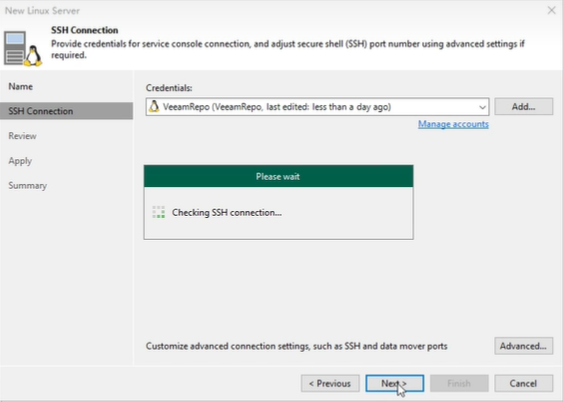 New Linux Server
SSH Connection
Provide credentials for service console connection, and adjust secure shell (SSH) port number using advanced settings if
required.
Name
SSH Connection
Review
Apply
Summary
Credentials:
VeeamRepo (VeeamRepo, last edited: less than a day ago)
Add...
Manage accounts
Please wait
Checking SSH connection...
Customize advanced connection settings, such as SSH and data mover ports
Advanced...
< Previous
Next >
Finish
Cancel